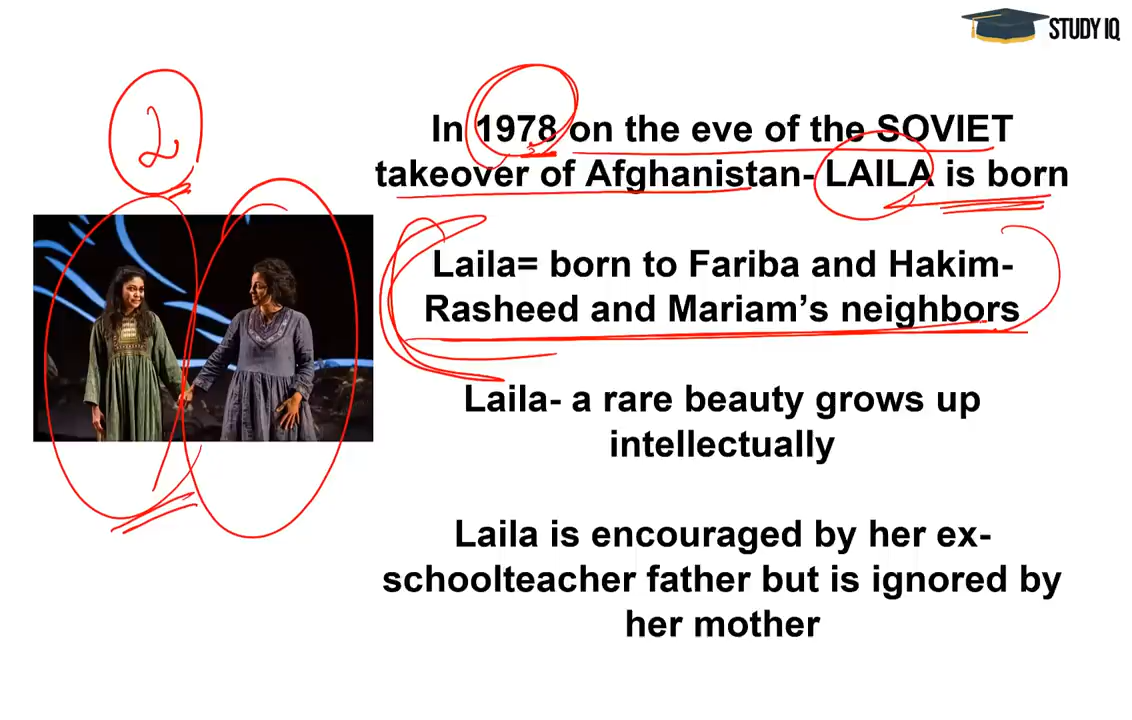 STUDY IQ
2
In 1978 on the eve of the SOVIET
takeover of Afghanistan- LAILA is born
Laila= born to Fariba and Hakim-
Rasheed and Mariam’s neighbors
Laila- a rare beauty grows up
intellectually
Laila is encouraged by her ex-
schoolteacher father but is ignored by
her mother